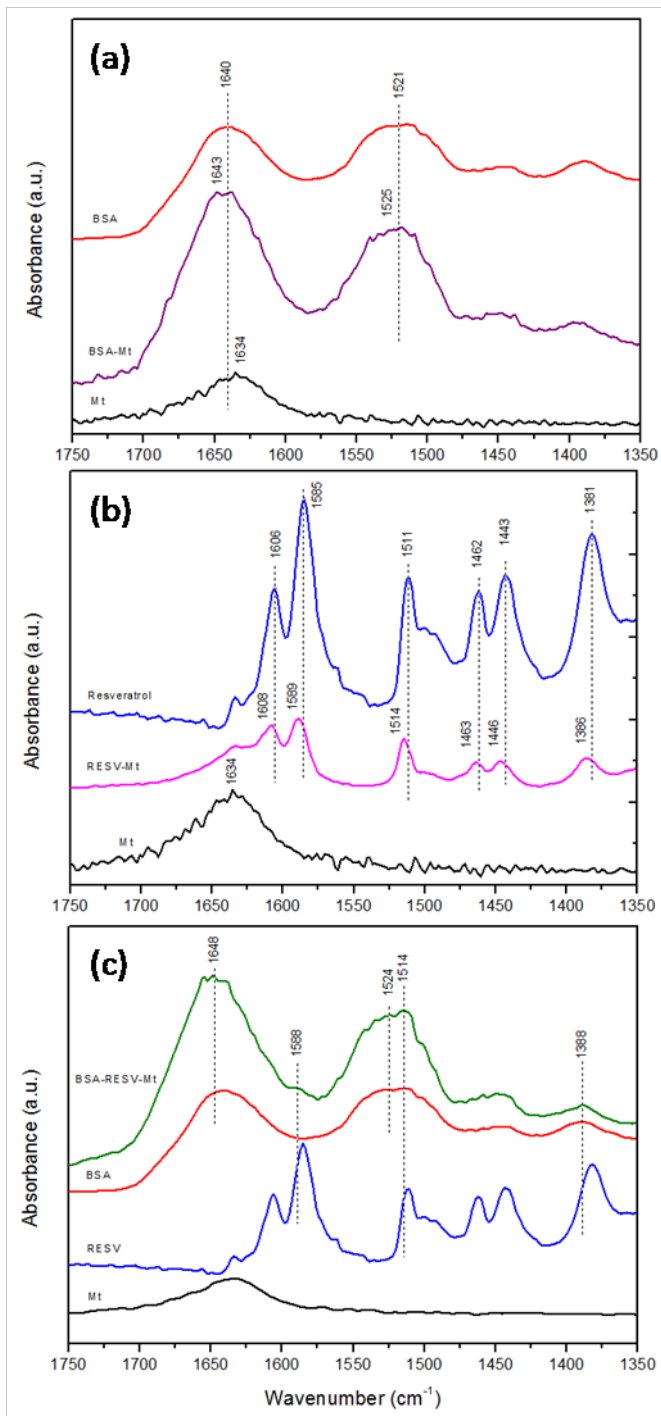 (a)
1640
1521
1643
BSA
1525
BSA-Mt
1634
Mt
Absorbance (a.u.)
1750 1700 1650 1600 1550 1500 1450 1400 1350
(b)
1585
1606
1511
1462
1443
1381
Resveratrol
1608
1589
1514
1463
1446
1386
RESV-Mt
1634
Mt
Absorbance (a.u.)
1750 1700 1650 1600 1550 1500 1450 1400 1350
(c)
1648
1588
1524
1514
1388
BSA-RESV-Mt
BSA
RESV
Mt
Absorbance (a.u.)
1750 1700 1650 1600 1550 1500 1450 1400 1350
Wavenumber (cm⁻¹)